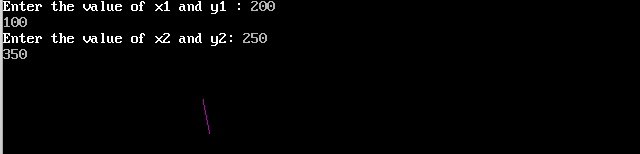 Enter the value of x1 and y1 : 200
100
Enter the value of x2 and y2: 250
350